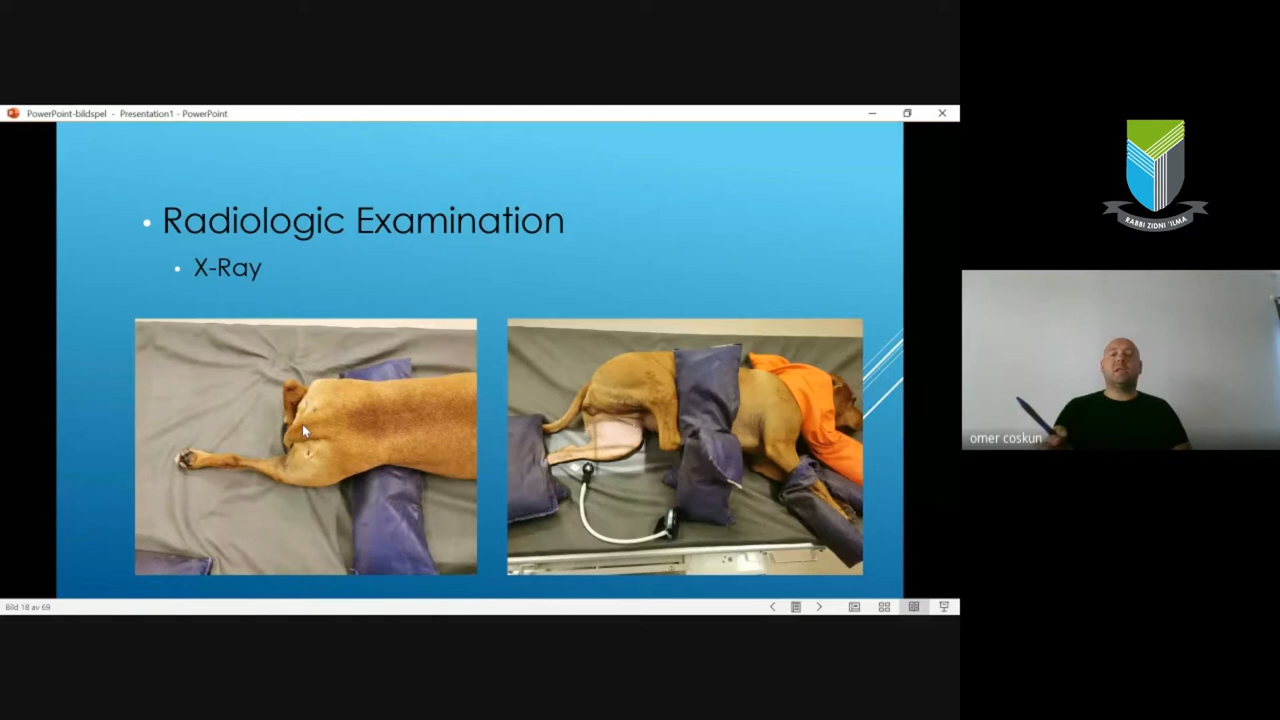 PowerPoint-bildspel - Presentation1 - PowerPoint
• Radiologic Examination
• X-Ray
Bild 18 av 69
RABBI ZIDNI 'ILMA
omer coskun